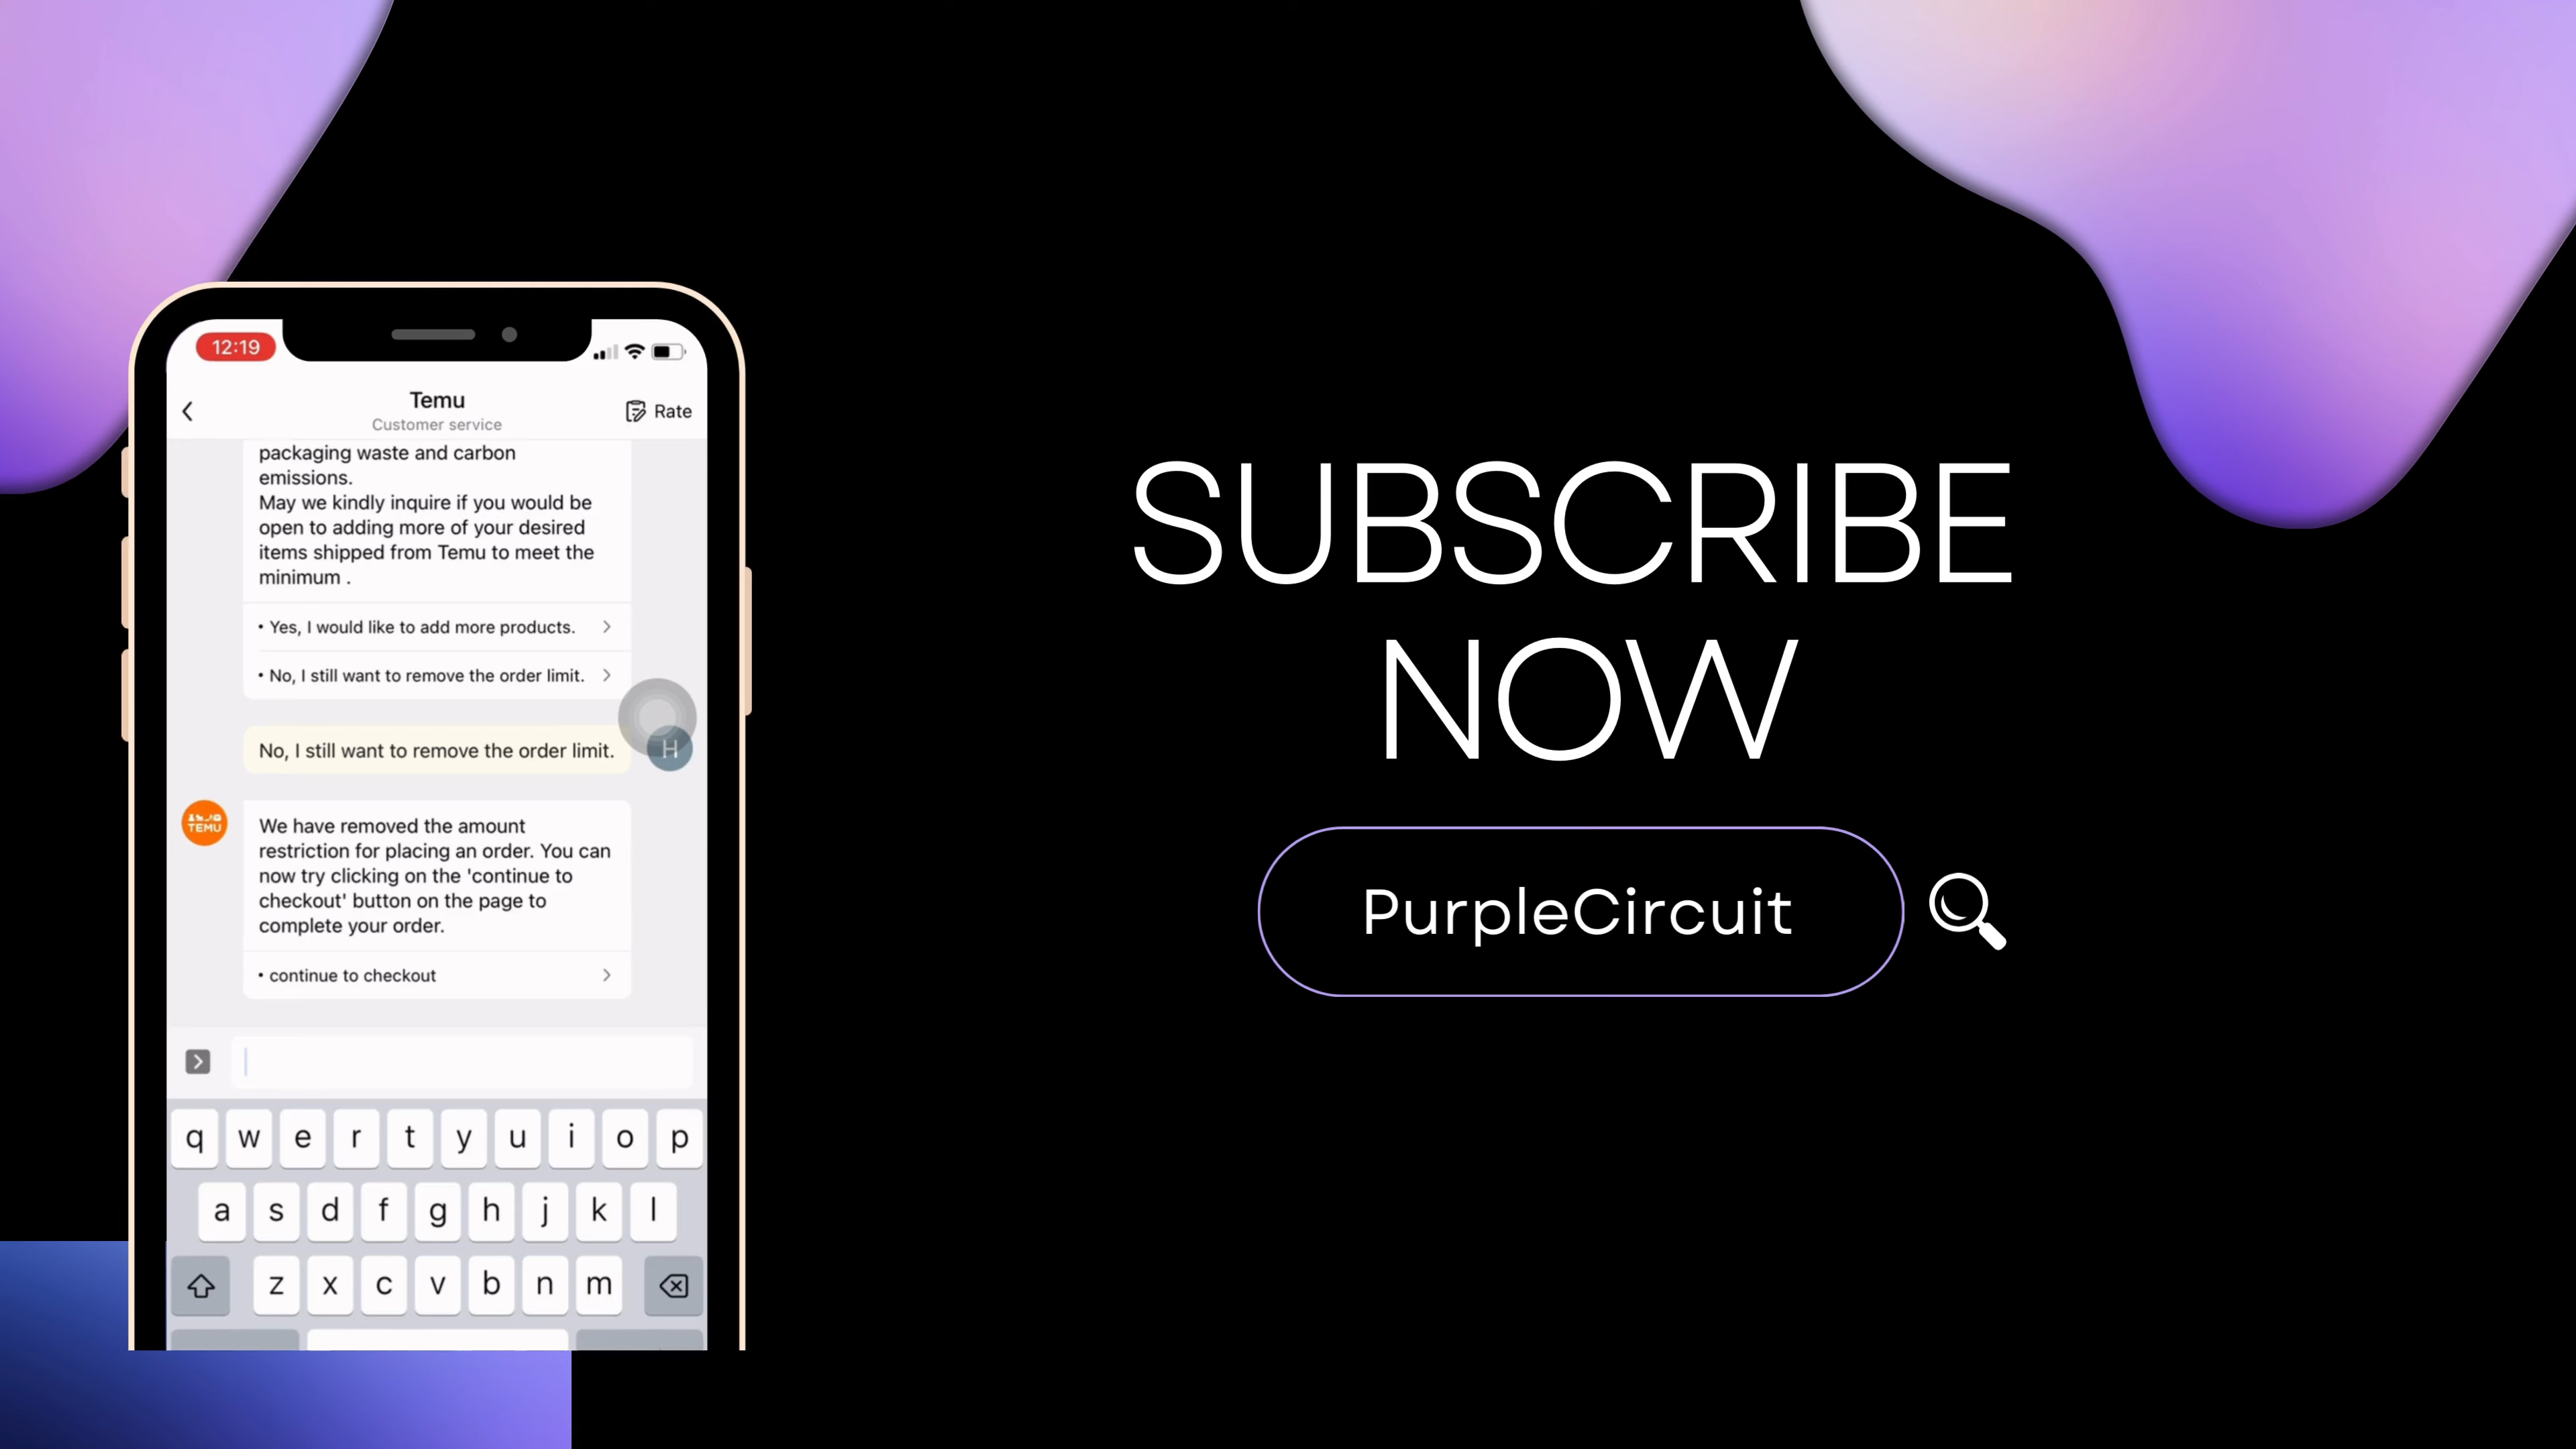 12:19
Temu
Customer service
Rate
packaging waste and carbon
emissions.
May we kindly inquire if you would be
open to adding more of your desired
items shipped from Temu to meet the
minimum .
• Yes, I would like to add more products.
• No, I still want to remove the order limit.
No, I still want to remove the order limit.
H
TEMU
We have removed the amount
restriction for placing an order. You can
now try clicking on the 'continue to
checkout' button on the page to
complete your order.
• continue to checkout
q w e r t y u i o p
a s d f g h j k l
z x c v b n m
SUBSCRIBE
NOW
PurpleCircuit